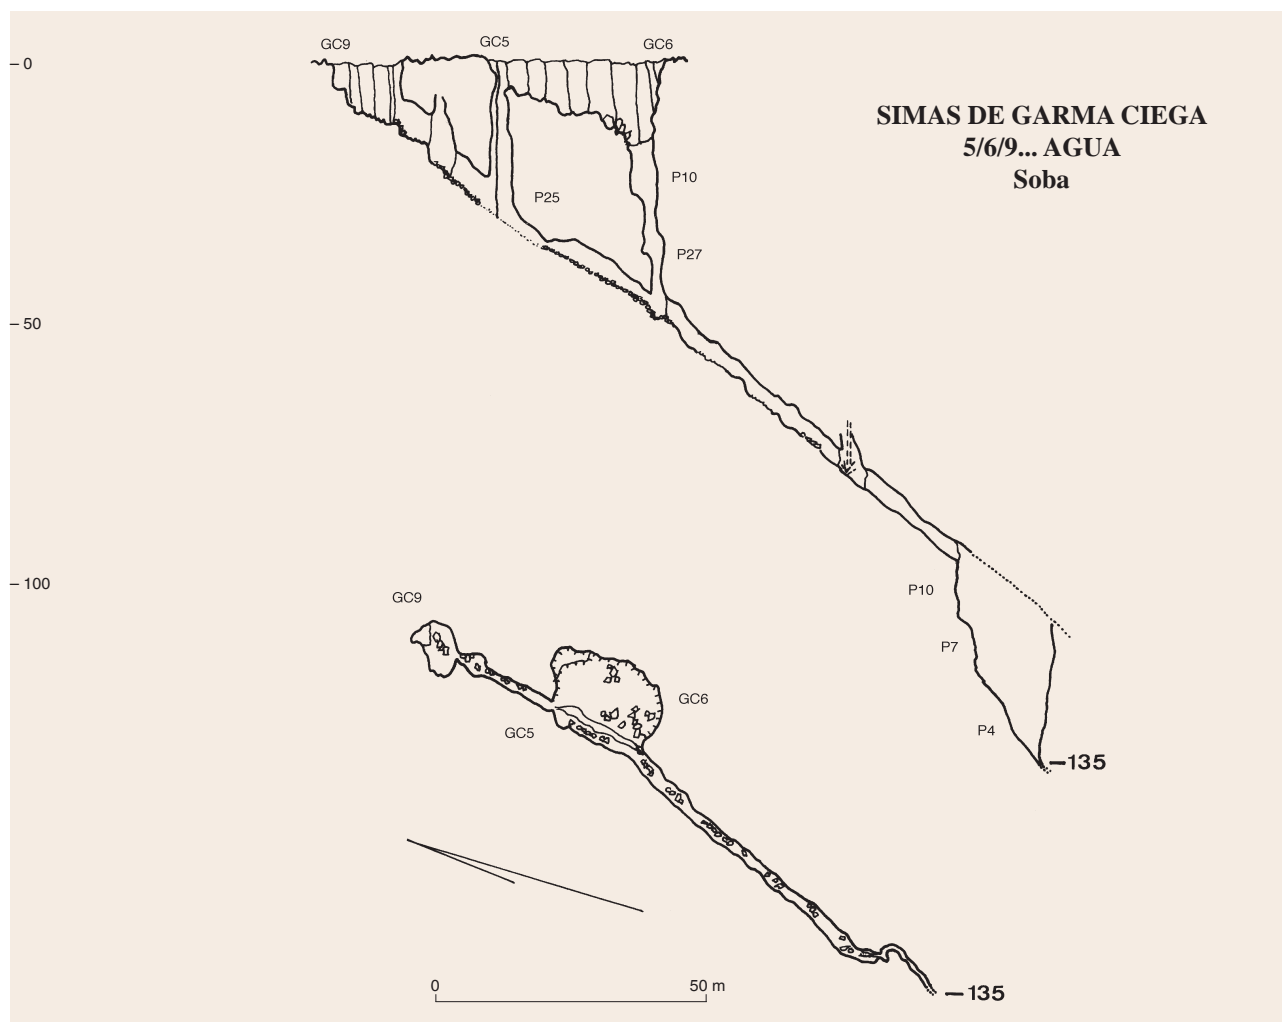 GC9
GC5
GC6
– 0
SIMAS DE GARMA CIEGA
5/6/9... AGUA
Soba
P10
P25
P27
– 50
– 100
P10
GC9
P7
GC6
GC5
P4
–135
0
50 m
–135